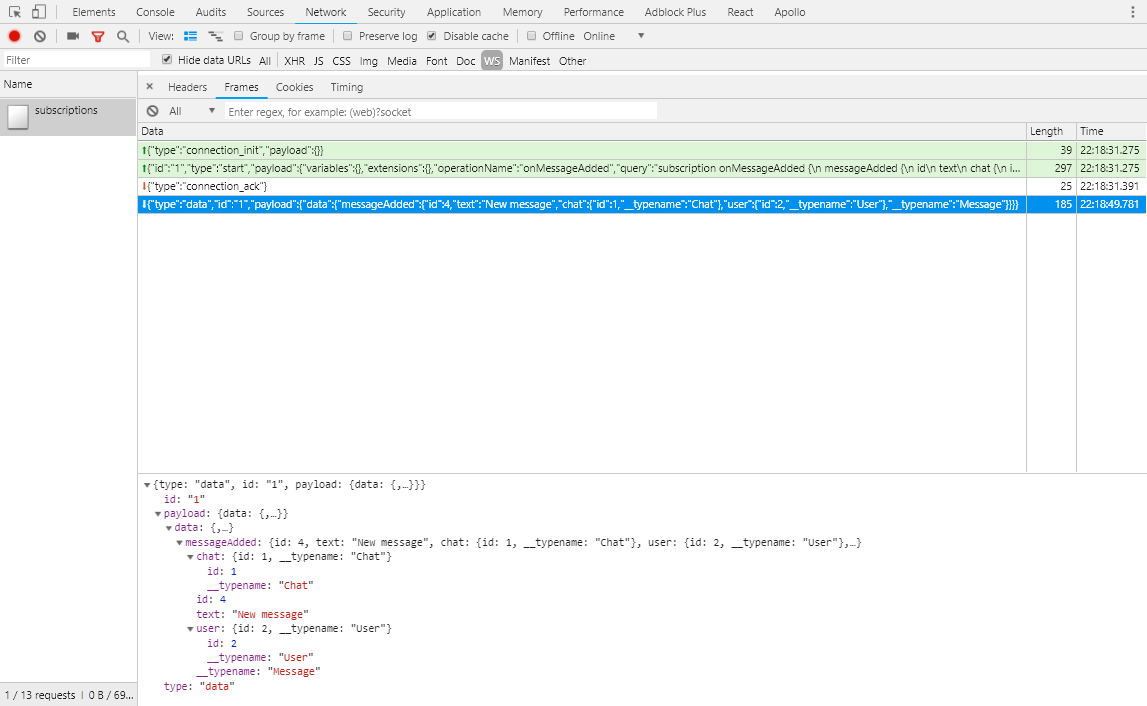 Elements Console Audits Sources Network Security Application Memory Performance Adblock Plus React Apollo
View: Group by frame Preserve log Disable cache Offline Online
Filter Hide data URLs All XHR JS CSS Img Media Font Doc WS Manifest Other
Name × Headers Frames Cookies Timing
subscriptions All Enter regex, for example: (web)?socket
Data Length Time
{"type":"connection_init","payload":{}} 39 22:18:31.275
{"id":"1","type":"start","payload":{"variables":{},"extensions":{},"operationName":"onMessageAdded","query":"subscription onMessageAdded {\n messageAdded {\n id\n text\n chat {\n i... 297 22:18:31.275
{"type":"connection_ack"} 25 22:18:31.391
{"type":"data","id":"1","payload":{"data":{"messageAdded":{"id":4,"text":"New message","chat":{"id":1,"__typename":"Chat"},"user":{"id":2,"__typename":"User"},"__typename":"Message"}}}} 185 22:18:49.781
{type: "data", id: "1", payload: {data: {,…}}}
id: "1"
payload: {data: {,…}}
data: {,…}
messageAdded: {id: 4, text: "New message", chat: {id: 1, __typename: "Chat"}, user: {id: 2, __typename: "User"},…}
chat: {id: 1, __typename: "Chat"}
id: 1
__typename: "Chat"
id: 4
text: "New message"
user: {id: 2, __typename: "User"}
id: 2
__typename: "User"
__typename: "Message"
type: "data"
1 / 13 requests | 0 B / 69...